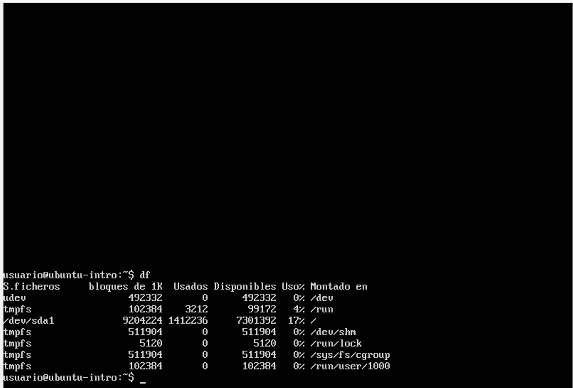 usuario@ubuntu-intro:~$ df
S.ficheros     bloques de 1K  Usados Disponibles Uso% Montado en
udev                  492332       0      492332   0% /dev
tmpfs                 102384    3212       99172   4% /run
/dev/sda1            9204224 1412236     7301392  17% /
tmpfs                 511904       0      511904   0% /dev/shm
tmpfs                   5120       0        5120   0% /run/lock
tmpfs                 511904       0      511904   0% /sys/fs/cgroup
tmpfs                 102384       0      102384   0% /run/user/1000
usuario@ubuntu-intro:~$ _